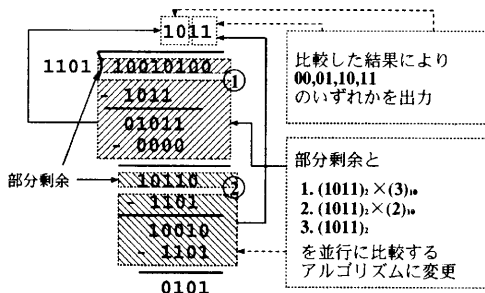 1011
1101 10010100
①
- 1011
01011
- 0000
部分剰余
10110
②
- 1101
10010
- 1101
0101
比較した結果により
00,01,10,11
のいずれかを出力
部分剰余と
1. (1011)₂ × (3)₁₀
2. (1011)₂ × (2)₁₀
3. (1011)₂
を並行に比較する
アルゴリズムに変更